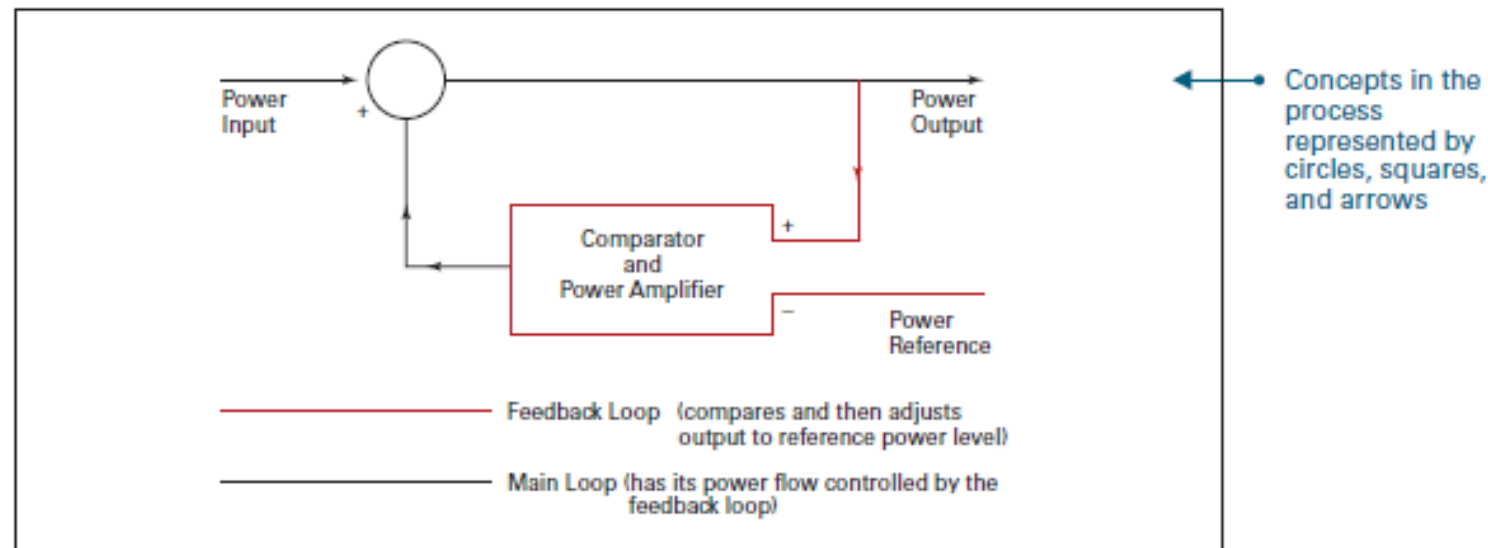 Power
Input
+
Power
Output
Concepts in the
process
represented by
circles, squares,
and arrows
Comparator
and
Power Amplifier
+
–
Power
Reference
Feedback Loop (compares and then adjusts
output to reference power level)
Main Loop (has its power flow controlled by the
feedback loop)